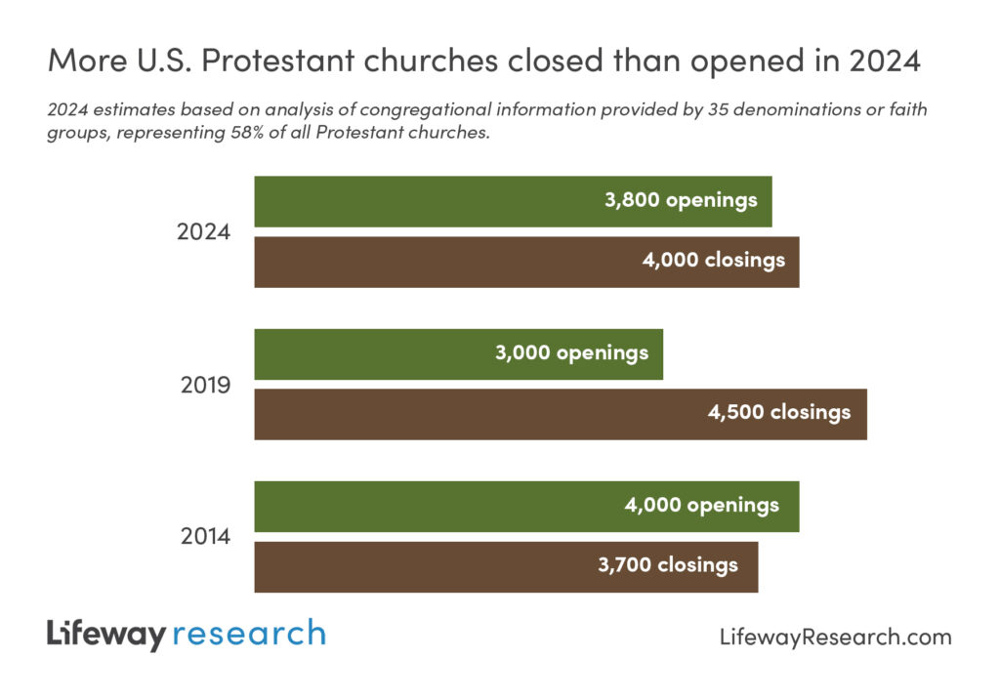 More U.S. Protestant churches closed than opened in 2024
2024 estimates based on analysis of congregational information provided by 35 denominations or faith
groups, representing 58% of all Protestant churches.
2024
3,800 openings
4,000 closings
2019
3,000 openings
4,500 closings
2014
4,000 openings
3,700 closings
Lifeway research
LifewayResearch.com